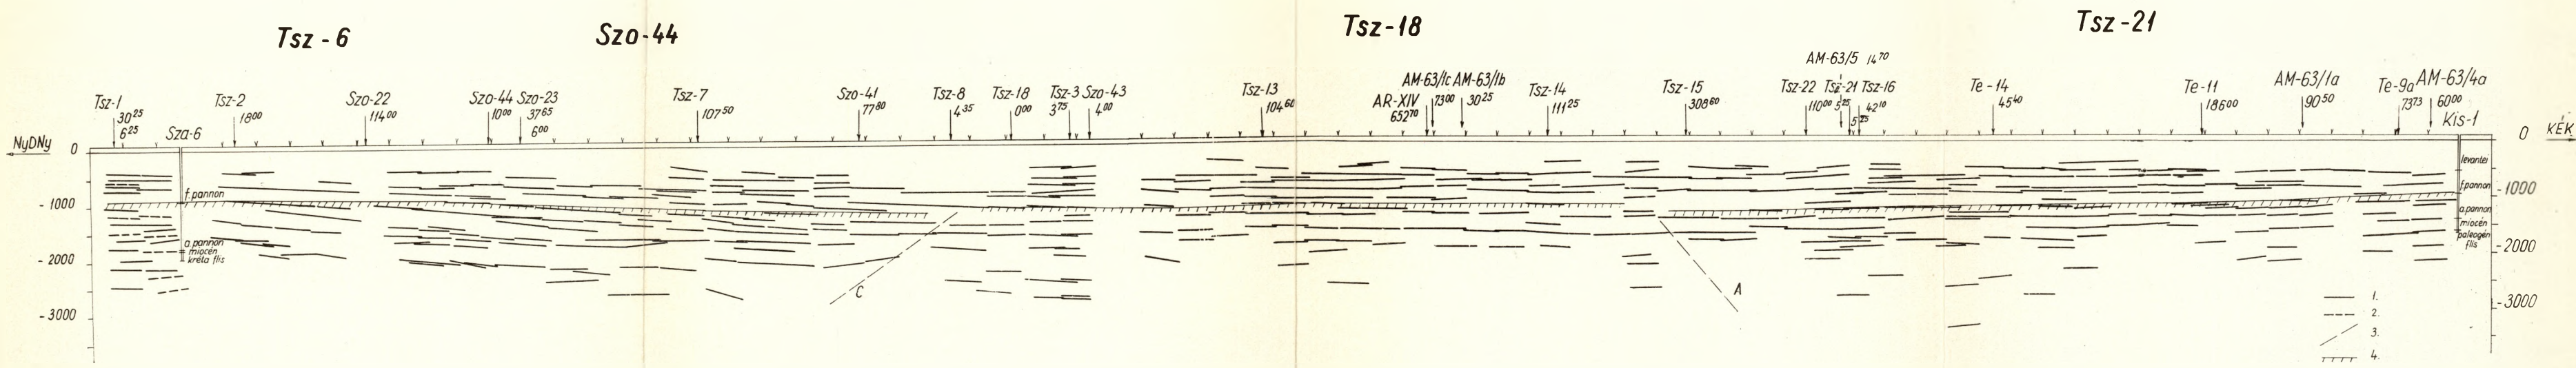 Tsz-6 Szo-44 Tsz-18 Tsz-21
AM-63/5 14 70
Tsz-1 Tsz-2 Szo-22 Szo-44 Szo-23 Tsz-7 Szo-41 Tsz-8 Tsz-18 Tsz-3 Szo-43 Tsz-13 AM-63/1c AM-63/1b Tsz-14 Tsz-15 Tsz-22 Tsz-21 Tsz-16 Te-14 Te-11 AM-63/1a Te-9a AM-63/4a
30 25 18 00 114 00 10 00 37 65 107 50 77 80 4 35 0 00 3 75 4 00 104 60 AR-XIV 73 00 30 25 111 25 308 60 110 00 5 25 42 10 45 40 186 00 90 50 73 73 60 00
6 25 Sza-6 6 00 652 70 5 75 Kis-1
NyDNy 0 0 KÉK
levantei
f. pannon f. pannon
- 1000 - 1000
a. pannon a. pannon
miocén miocén
kréta flis paleogén
flis
- 2000 - 2000
C A
- 3000 - 3000
1.
2.
3.
4.